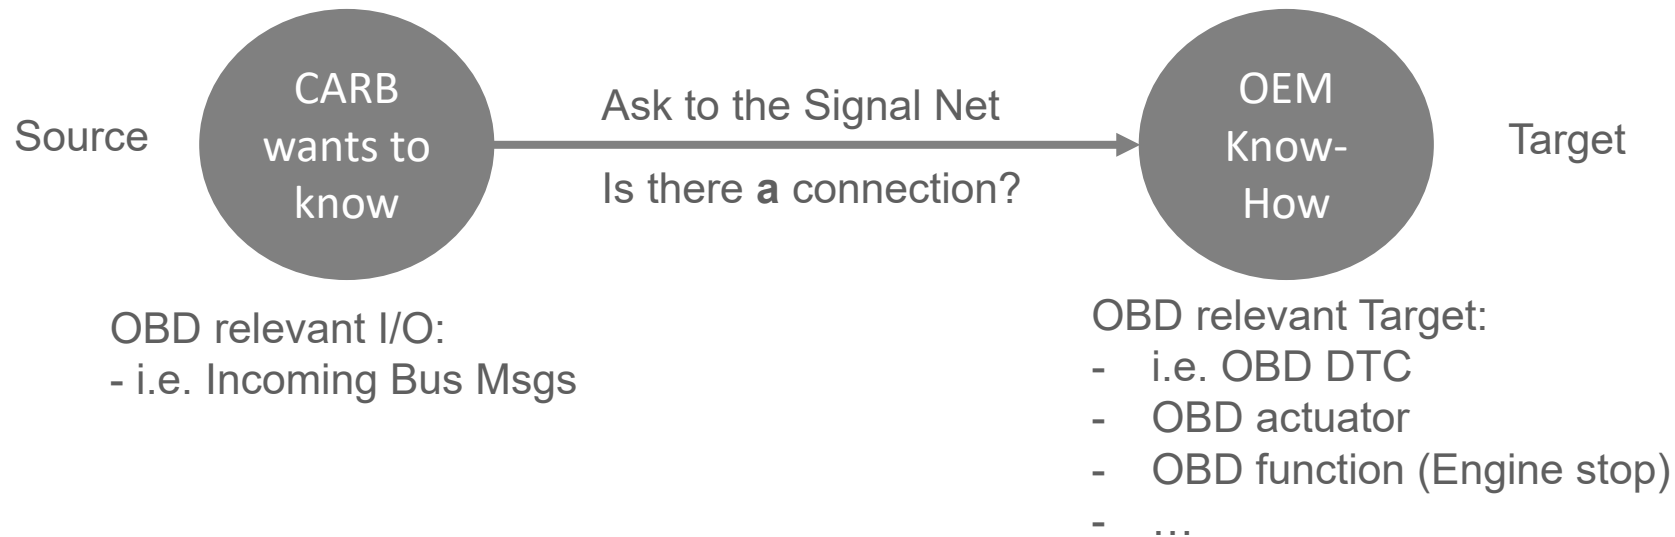 Source
CARB
wants to
know
Ask to the Signal Net
Is there a connection?
OEM
Know-
How
Target
OBD relevant I/O:
- i.e. Incoming Bus Msgs
OBD relevant Target:
- i.e. OBD DTC
- OBD actuator
- OBD function (Engine stop)
- ...